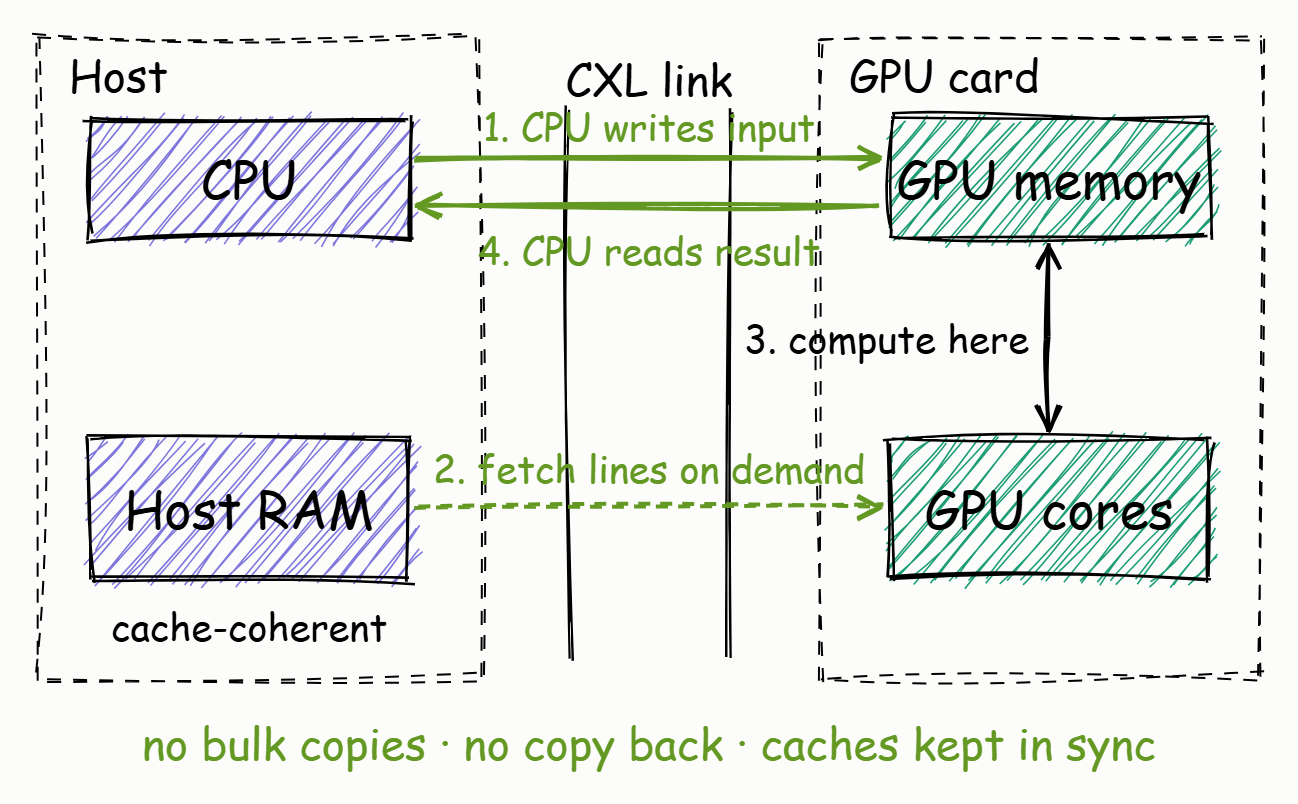 Host
CXL link
GPU card
1. CPU writes input
CPU
GPU memory
4. CPU reads result
3. compute here
2. fetch lines on demand
Host RAM
GPU cores
cache-coherent
no bulk copies · no copy back · caches kept in sync